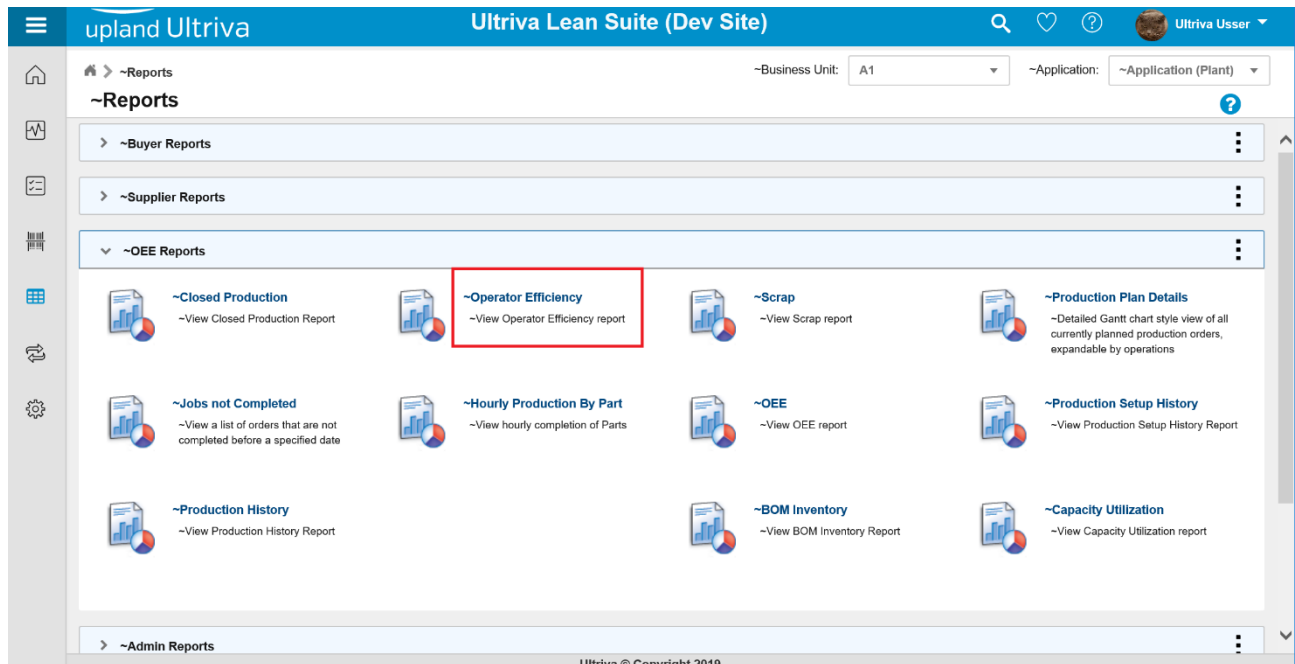 upland Ultriva
Ultriva Lean Suite (Dev Site)
Ultriva Usser
~Reports
~Business Unit:
A1
~Application:
~Application (Plant)
~Reports
~Buyer Reports
~Supplier Reports
~OEE Reports
~Closed Production
~View Closed Production Report
~Operator Efficiency
~View Operator Efficiency report
~Scrap
~View Scrap report
~Production Plan Details
~Detailed Gantt chart style view of all
currently planned production orders,
expandable by operations
~Jobs not Completed
~View a list of orders that are not
completed before a specified date
~Hourly Production By Part
~View hourly completion of Parts
~OEE
~View OEE report
~Production Setup History
~View Production Setup History Report
~Production History
~View Production History Report
~BOM Inventory
~View BOM Inventory Report
~Capacity Utilization
~View Capacity Utilization report
~Admin Reports
Ultriva © Copyright 2019